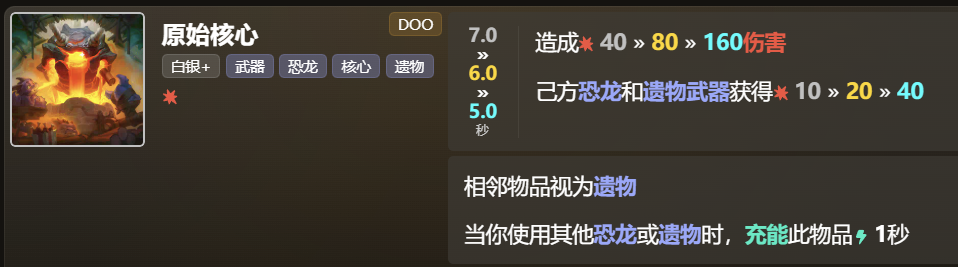 原始核心
DOO
白银+ 武器 恐龙 核心 遗物
7.0
»
6.0
»
5.0
秒
造成 40 » 80 » 160伤害
己方恐龙和遗物武器获得 10 » 20 » 40
相邻物品视为遗物
当你使用其他恐龙或遗物时，充能此物品 1秒